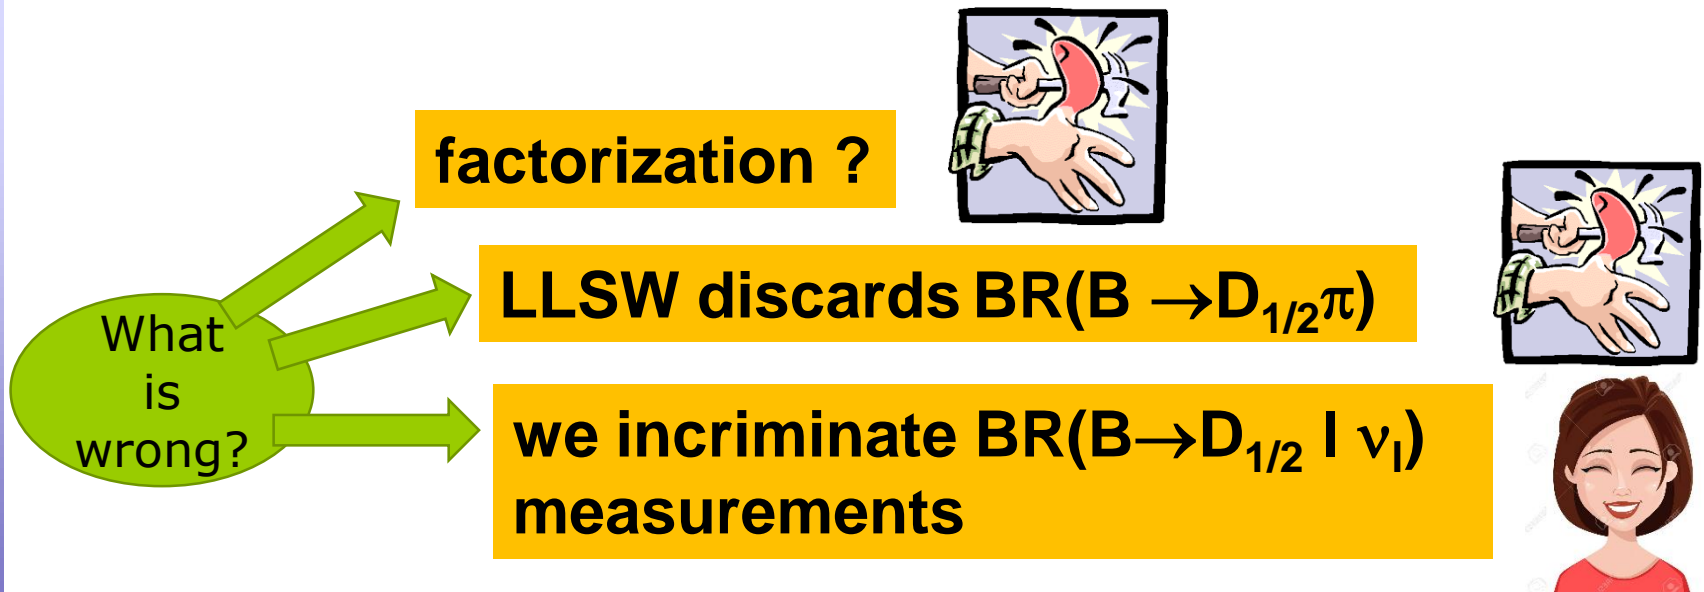 factorization ?
LLSW discards BR(B →D₁/₂π)
What
is
wrong?
we incriminate BR(B→D₁/₂ l νₗ)
measurements